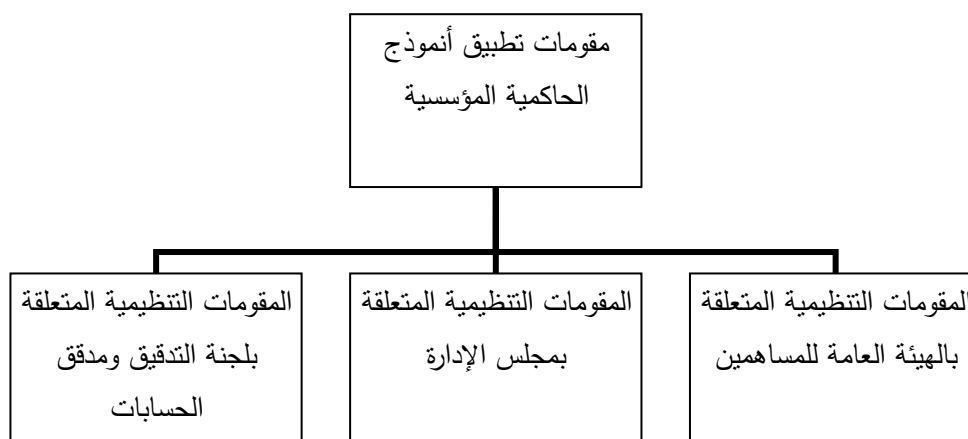 مقومات تطبيق أنموذج
الحاكمية المؤسسية
المقومات التنظيمية المتعلقة
بالهيئة العامة للمساهمين
المقومات التنظيمية المتعلقة
بمجلس الإدارة
المقومات التنظيمية المتعلقة
بلجنة التدقيق ومدقق
الحسابات